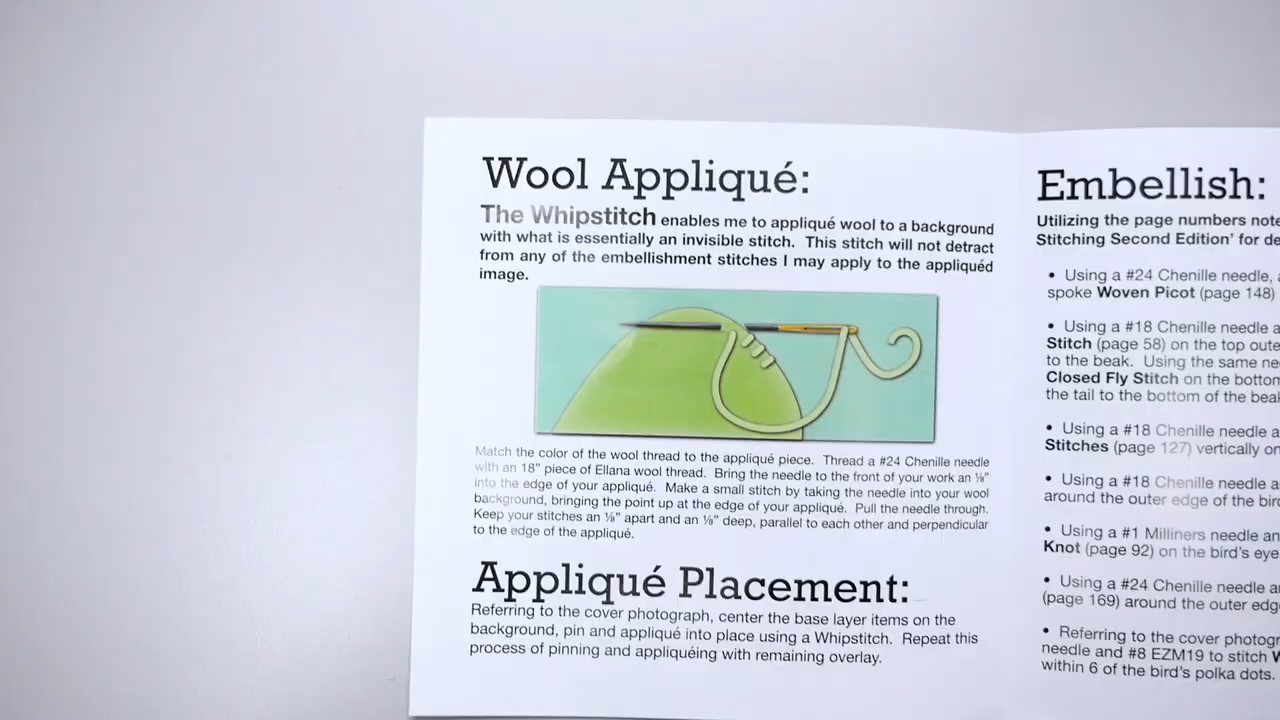 Wool Appliqué:
The Whipstitch enables me to appliqué wool to a background
with what is essentially an invisible stitch. This stitch will not detract
from any of the embellishment stitches I may apply to the appliquéd
image.
Match the color of the wool thread to the appliqué piece. Thread a #24 Chenille needle
with an 18" piece of Ellana wool thread. Bring the needle to the front of your work an ⅛"
into the edge of your appliqué. Make a small stitch by taking the needle into your wool
background, bringing the point up at the edge of your appliqué. Pull the needle through.
Keep your stitches an ⅛" apart and an ⅛" deep, parallel to each other and perpendicular
to the edge of the appliqué.
Appliqué Placement:
Referring to the cover photograph, center the base layer items on the
background, pin and appliqué into place using a Whipstitch. Repeat this
process of pinning and appliquéing with remaining overlay.
Embellish:
Utilizing the page numbers
Stitching Second Edition' for
• Using a #24 Chenille needle,
spoke Woven Picot (page 148)
• Using a #18 Chenille needle
Stitch (page 58) on the top
to the beak. Using the same
Closed Fly Stitch on the bottom
the tail to the bottom of the
• Using a #18 Chenille needle
Stitches (page 127) vertically
• Using a #18 Chenille needle
around the outer edge of the
• Using a #1 Milliners needle
Knot (page 92) on the bird's eye
• Using a #24 Chenille needle
(page 169) around the outer
• Referring to the cover
needle and #8 EZM19 to stitch
within 6 of the bird's polka dots.